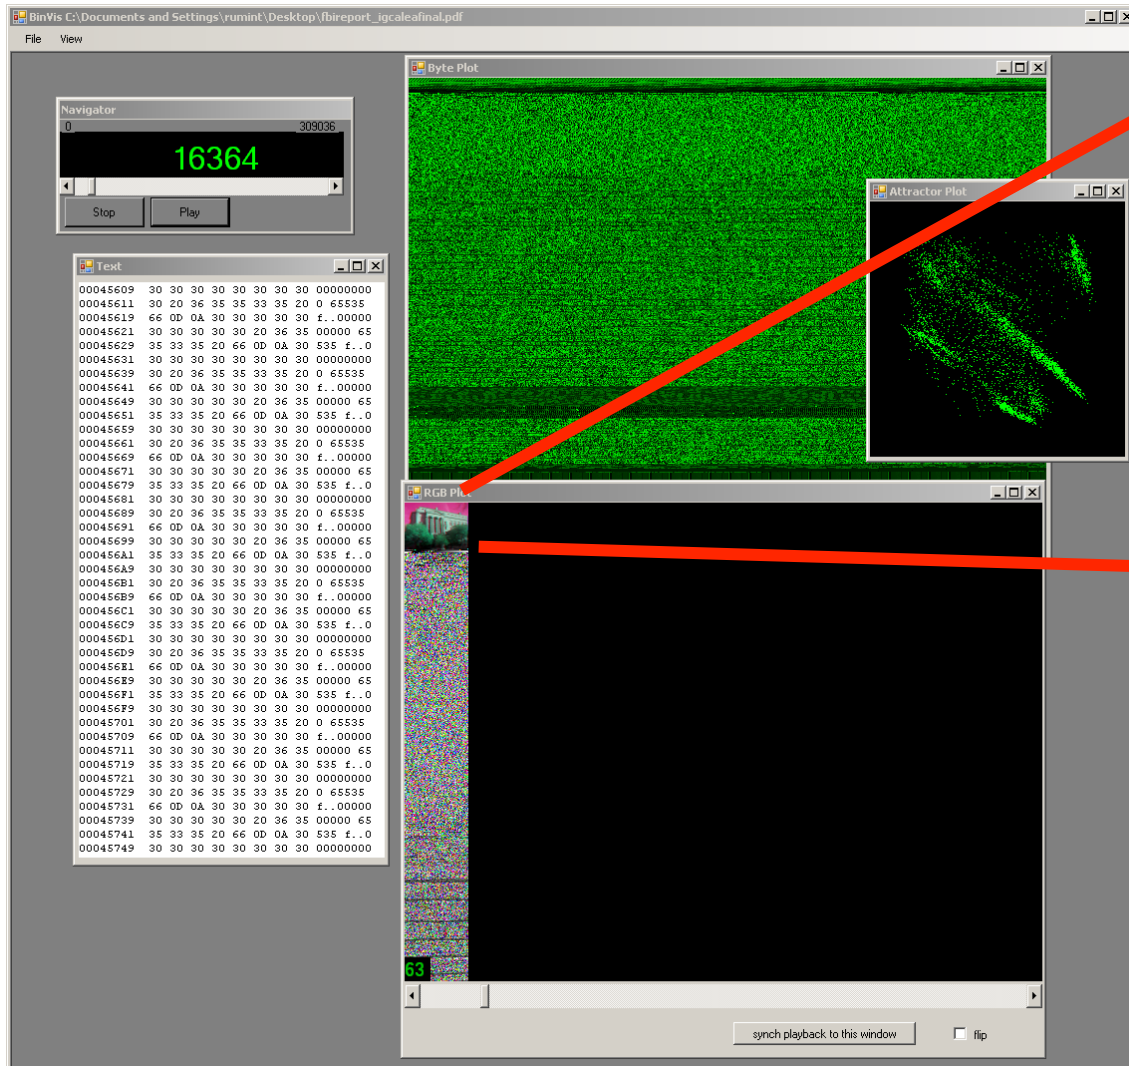 BinVis C:\Documents and Settings\rumint\Desktop\fbireport_igcaleafinal.pdf
File View
Navigator
0 309036
16364
Stop Play
Text
00045609 30 30 30 30 30 30 30 30 00000000
00045611 30 20 36 35 35 33 35 20 0 65535
00045619 66 0D 0A 30 30 30 30 30 f..00000
00045621 30 30 30 30 30 20 36 35 00000 65
00045629 35 33 35 20 66 0D 0A 30 535 f..0
00045631 30 30 30 30 30 30 30 30 00000000
00045639 30 20 36 35 35 33 35 20 0 65535
00045641 66 0D 0A 30 30 30 30 30 f..00000
00045649 30 30 30 30 30 20 36 35 00000 65
00045651 35 33 35 20 66 0D 0A 30 535 f..0
00045659 30 30 30 30 30 30 30 30 00000000
00045661 30 20 36 35 35 33 35 20 0 65535
00045669 66 0D 0A 30 30 30 30 30 f..00000
00045671 30 30 30 30 30 20 36 35 00000 65
00045679 35 33 35 20 66 0D 0A 30 535 f..0
00045681 30 30 30 30 30 30 30 30 00000000
00045689 30 20 36 35 35 33 35 20 0 65535
00045691 66 0D 0A 30 30 30 30 30 f..00000
00045699 30 30 30 30 30 20 36 35 00000 65
000456A1 35 33 35 20 66 0D 0A 30 535 f..0
000456A9 30 30 30 30 30 30 30 30 00000000
000456B1 30 20 36 35 35 33 35 20 0 65535
000456B9 66 0D 0A 30 30 30 30 30 f..00000
000456C1 30 30 30 30 30 20 36 35 00000 65
000456C9 35 33 35 20 66 0D 0A 30 535 f..0
000456D1 30 30 30 30 30 30 30 30 00000000
000456D9 30 20 36 35 35 33 35 20 0 65535
000456E1 66 0D 0A 30 30 30 30 30 f..00000
000456E9 30 30 30 30 30 20 36 35 00000 65
000456F1 35 33 35 20 66 0D 0A 30 535 f..0
000456F9 30 30 30 30 30 30 30 30 00000000
00045701 30 20 36 35 35 33 35 20 0 65535
00045709 66 0D 0A 30 30 30 30 30 f..00000
00045711 30 30 30 30 30 20 36 35 00000 65
00045719 35 33 35 20 66 0D 0A 30 535 f..0
00045721 30 30 30 30 30 30 30 30 00000000
00045729 30 20 36 35 35 33 35 20 0 65535
00045731 66 0D 0A 30 30 30 30 30 f..00000
00045739 30 30 30 30 30 20 36 35 00000 65
00045741 35 33 35 20 66 0D 0A 30 535 f..0
00045749 30 30 30 30 30 30 30 30 00000000
Byte Plot
Attractor Plot
RGB Plot
63
synch playback to this window flip